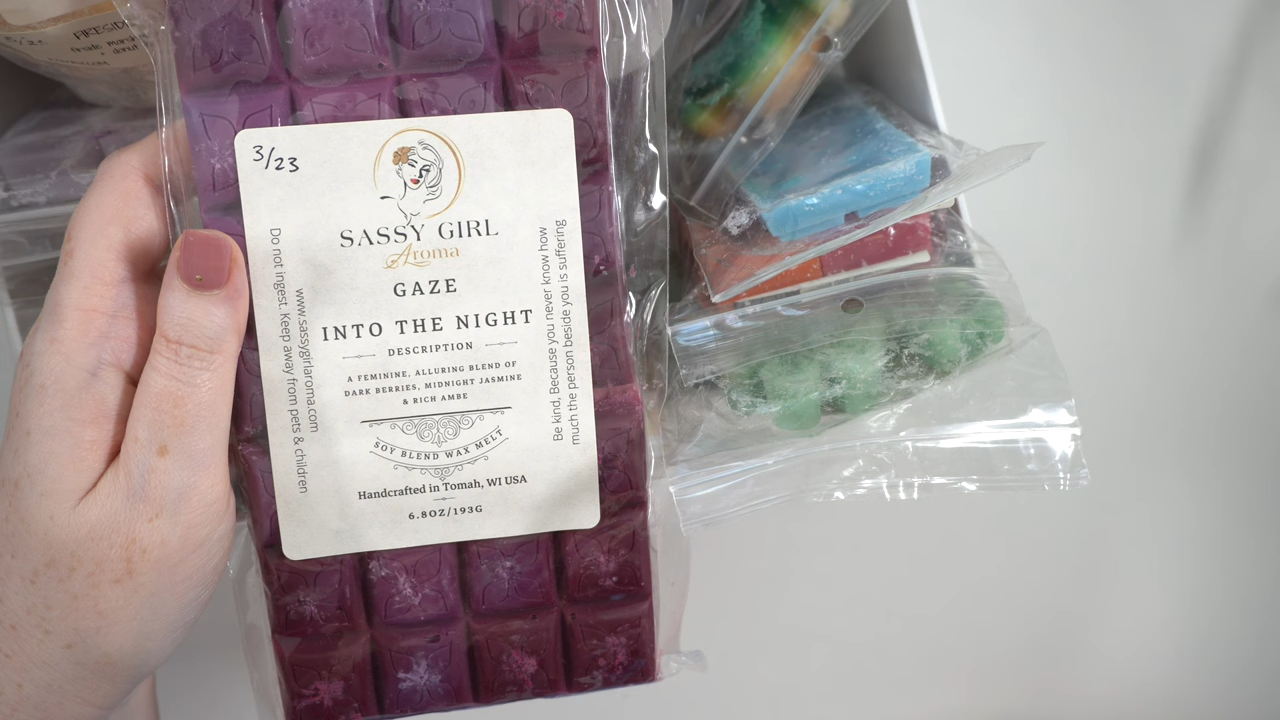 FIRESID
3/23
SASSY GIRL
Aroma
GAZE
INTO THE NIGHT
DESCRIPTION
A FEMININE, ALLURING BLEND OF
DARK BERRIES, MIDNIGHT JASMINE
& RICH AMBE
SOY BLEND WAX MELT
Handcrafted in Tomah, WI USA
6.8OZ/193G
www.sassygirlaroma.com
Do not ingest. Keep away from pets & children
Be kind. Because you never know how
much the person beside you is suffering